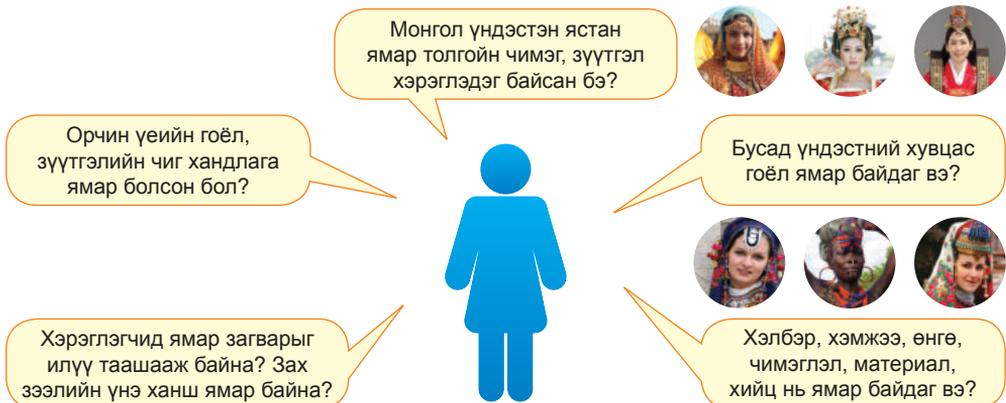 Монгол үндэстэн ястан
ямар толгойн чимэг, зүүтгэл
хэрэглэдэг байсан бэ?
Орчин үеийн гоёл,
зүүтгэлийн чиг хандлага
ямар болсон бол?
Бусад үндэстний хувцас
гоёл ямар байдаг вэ?
Хэрэглэгчид ямар загварыг
илүү таашааж байна? Зах
зээлийн үнэ ханш ямар байна?
Хэлбэр, хэмжээ, өнгө,
чимэглэл, материал,
хийц нь ямар байдаг вэ?